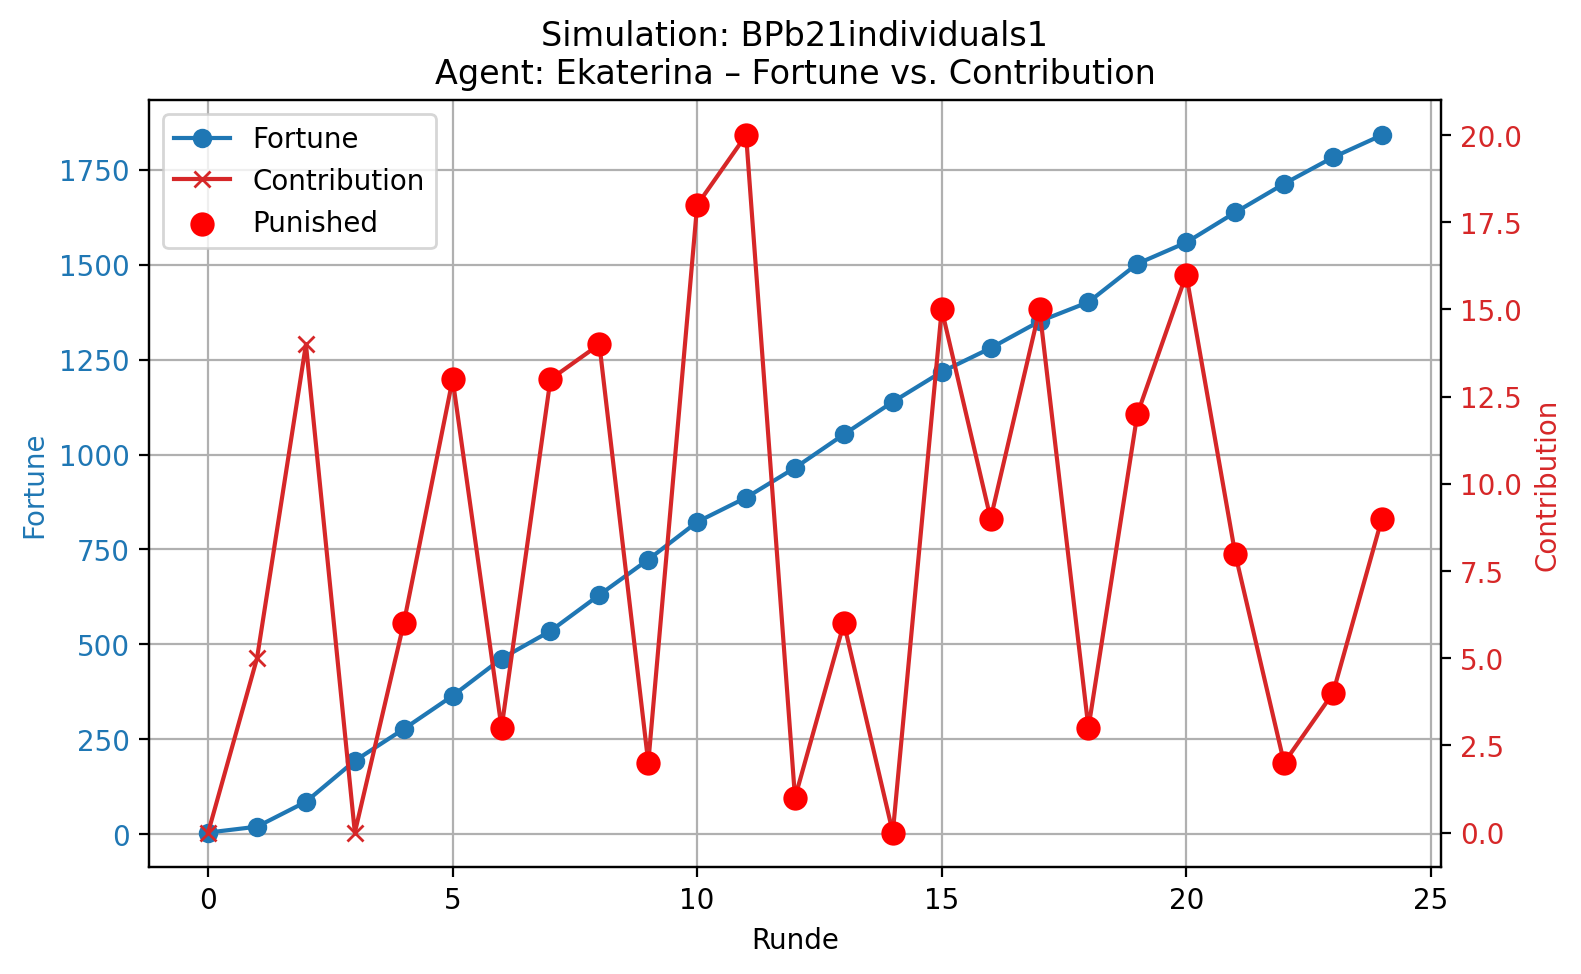 Simulation: BPb21individuals1
Agent: Ekaterina – Fortune vs. Contribution
Fortune
Contribution
Punished
1750
1500
1250
1000
750
500
250
0
Fortune
20.0
17.5
15.0
12.5
10.0
7.5
5.0
2.5
0.0
Contribution
0 5 10 15 20 25
Runde